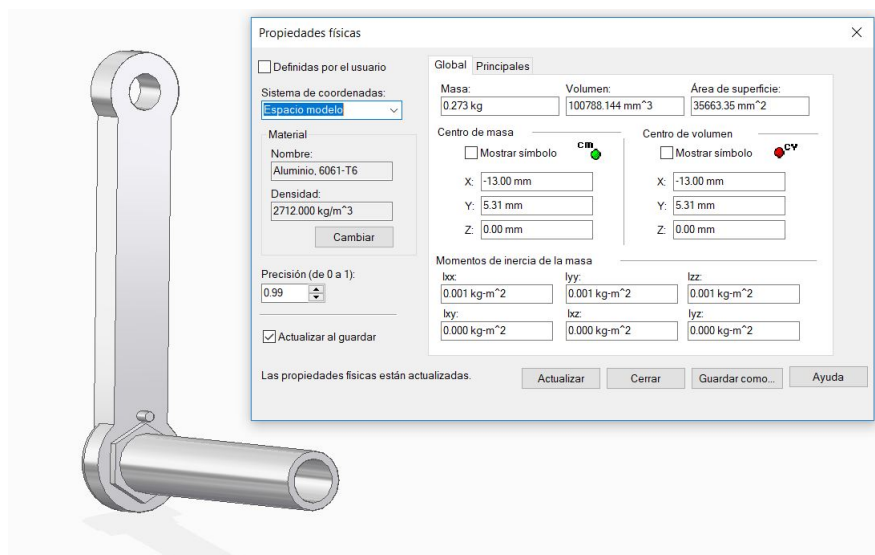 Propiedades físicas
Definidas por el usuario
Sistema de coordenadas:
Espacio modelo
Material
Nombre:
Aluminio, 6061-T6
Densidad:
2712.000 kg/m^3
Cambiar
Precisión (de 0 a 1):
0.99
Actualizar al guardar
Las propiedades físicas están actualizadas.
Global Principales
Masa: Volumen: Área de superficie:
0.273 kg 100788.144 mm^3 35663.35 mm^2
Centro de masa Centro de volumen
Mostrar símbolo cm Mostrar símbolo CV
X: -13.00 mm X: -13.00 mm
Y: 5.31 mm Y: 5.31 mm
Z: 0.00 mm Z: 0.00 mm
Momentos de inercia de la masa
Ixx: Iyy: Izz:
0.001 kg-m^2 0.001 kg-m^2 0.001 kg-m^2
Ixy: Ixz: Iyz:
0.000 kg-m^2 0.000 kg-m^2 0.000 kg-m^2
Actualizar Cerrar Guardar como... Ayuda